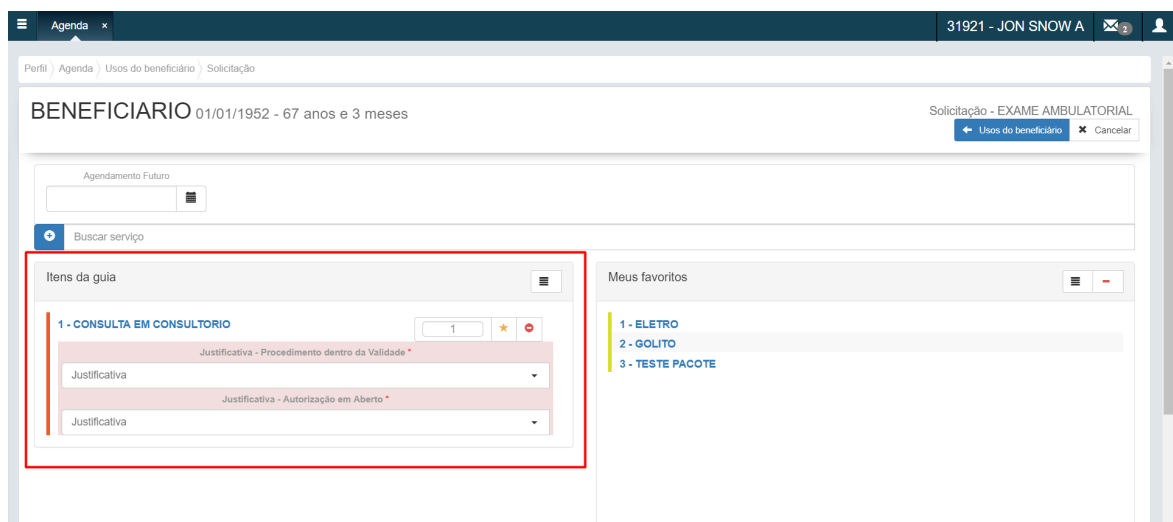 Agenda ×
31921 - JON SNOW A
2
Perfil Agenda Usos do beneficiário Solicitação
BENEFICIARIO 01/01/1952 - 67 anos e 3 meses
Solicitação - EXAME AMBULATORIAL
Usos do beneficiário
Cancelar
Agendamento Futuro
Buscar serviço
Itens da guia
1 - CONSULTA EM CONSULTORIO
1
Justificativa - Procedimento dentro da Validade *
Justificativa
Justificativa - Autorização em Aberto *
Justificativa
Meus favoritos
1 - ELETRO
2 - GOLITO
3 - TESTE PACOTE